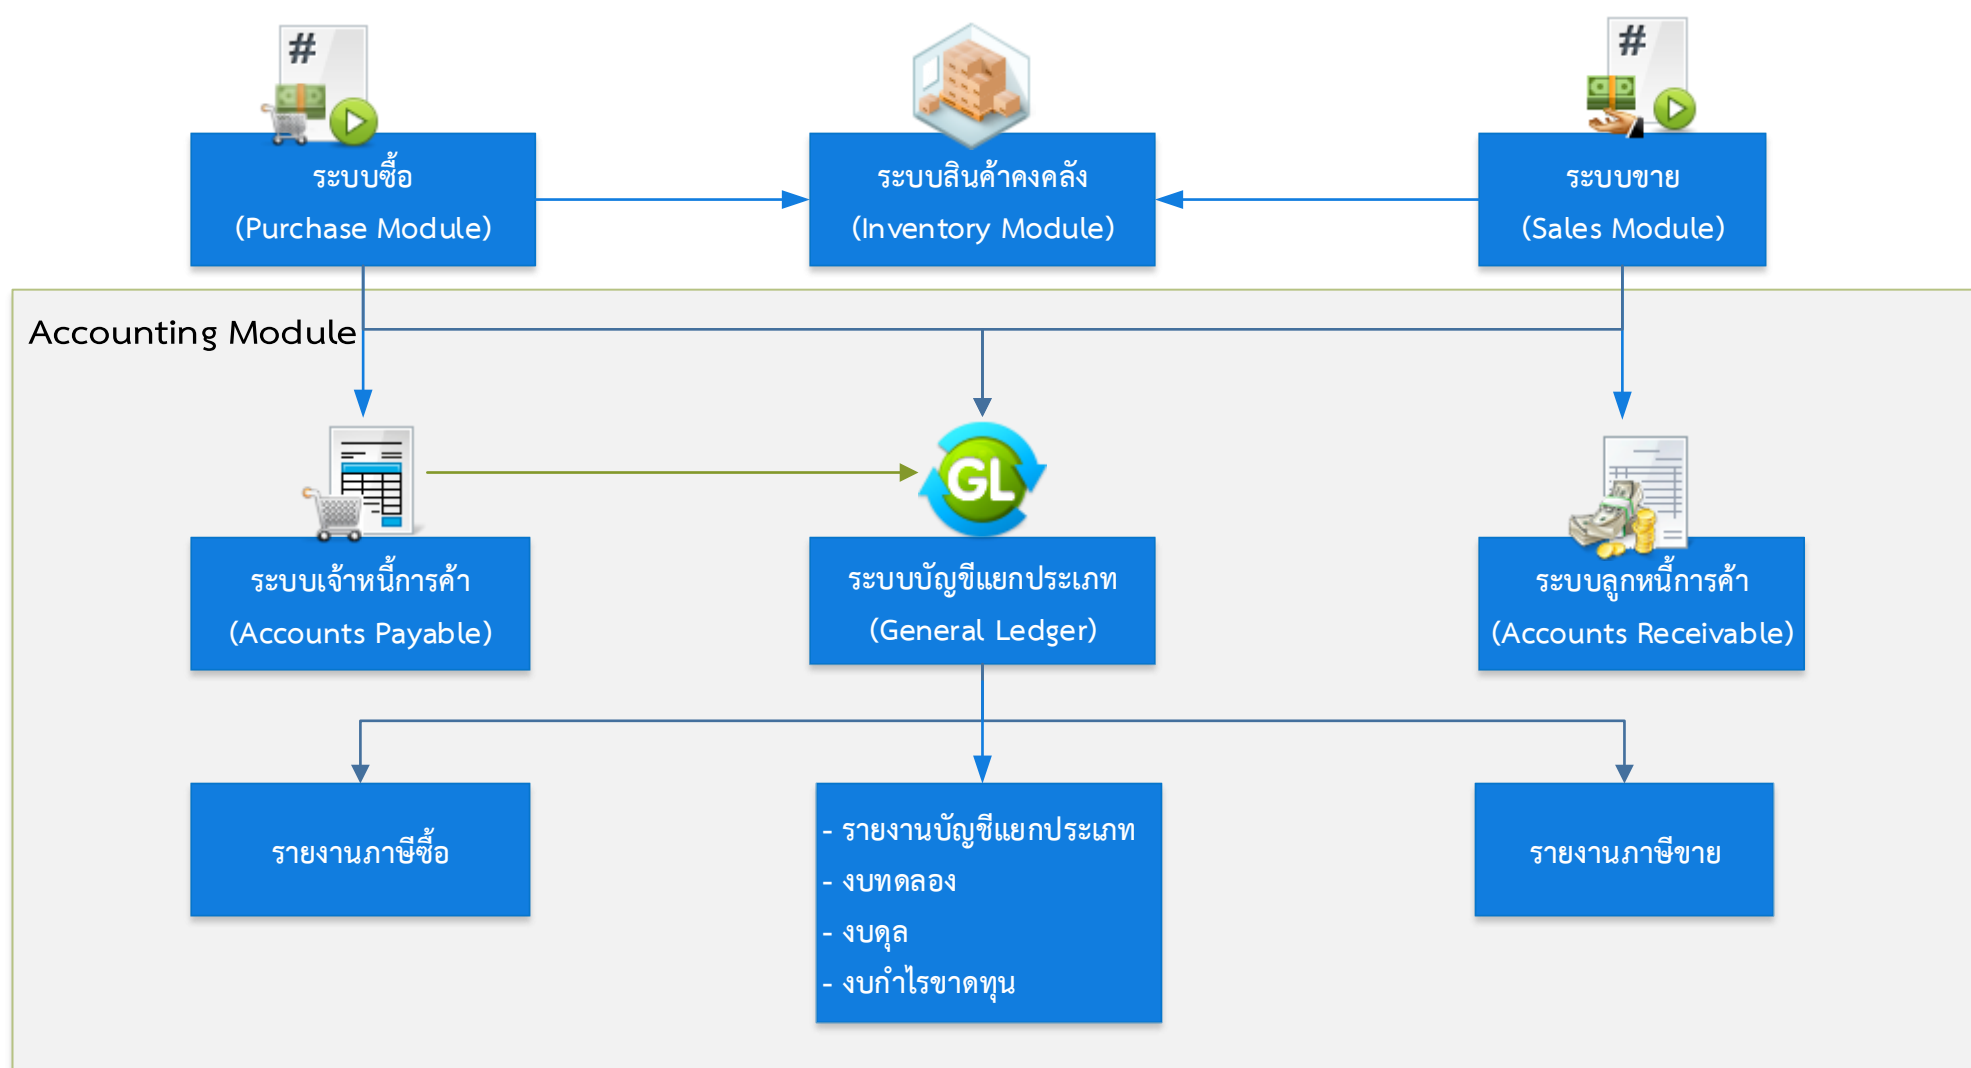 #
#
ระบบซื้อ
(Purchase Module)
ระบบสินค้าคงคลัง
(Inventory Module)
ระบบขาย
(Sales Module)
Accounting Module
GL
ระบบเจ้าหนี้การค้า
(Accounts Payable)
ระบบบัญชีแยกประเภท
(General Ledger)
ระบบลูกหนี้การค้า
(Accounts Receivable)
รายงานภาษีซื้อ
- รายงานบัญชีแยกประเภท
- งบทดลอง
- งบดุล
- งบกำไรขาดทุน
รายงานภาษีขาย